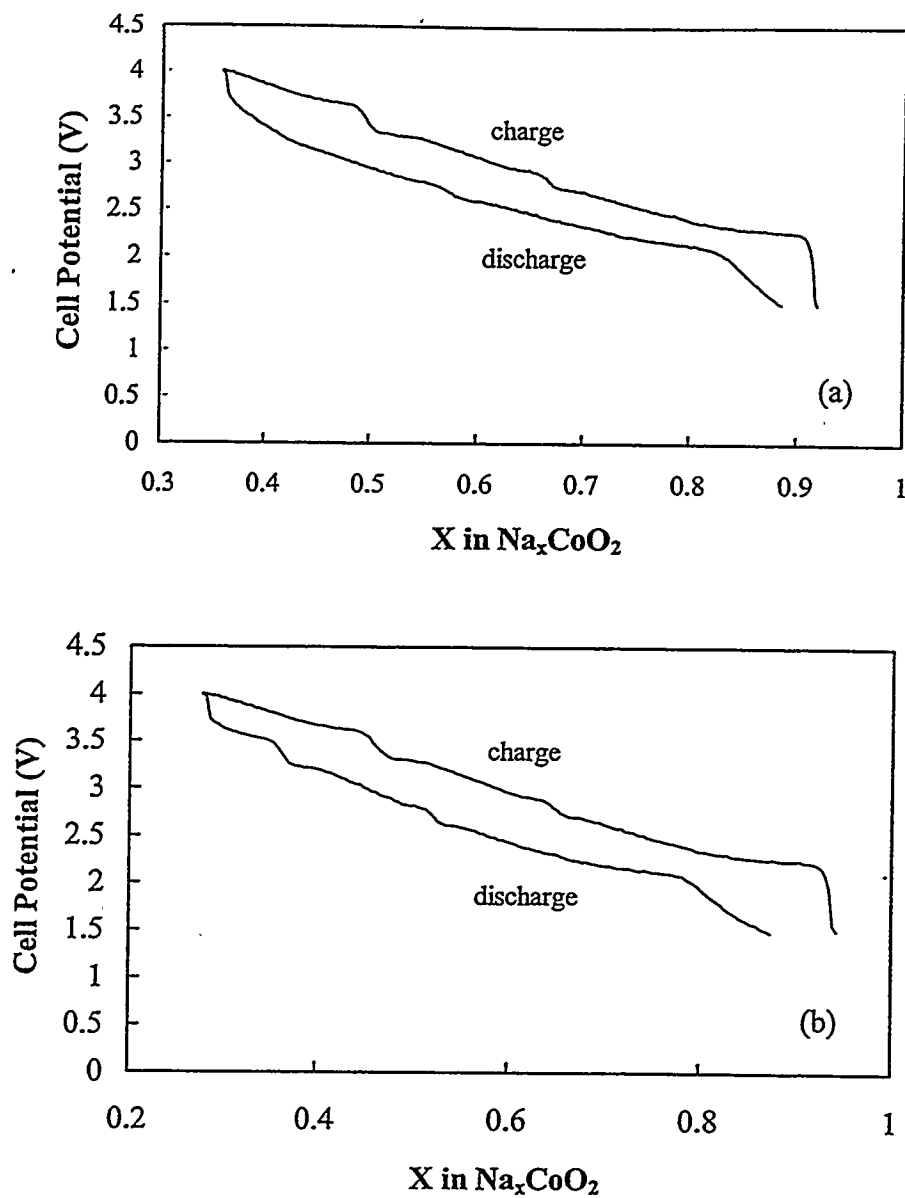 4.5
4
3.5
3
2.5
2
1.5
1
0.5
0
Cell Potential (V)
charge
discharge
(a)
0.3 0.4 0.5 0.6 0.7 0.8 0.9 1
X in NaₓCoO₂
4.5
4
3.5
3
2.5
2
1.5
1
0.5
0
Cell Potential (V)
charge
discharge
(b)
0.2 0.4 0.6 0.8 1
X in NaₓCoO₂